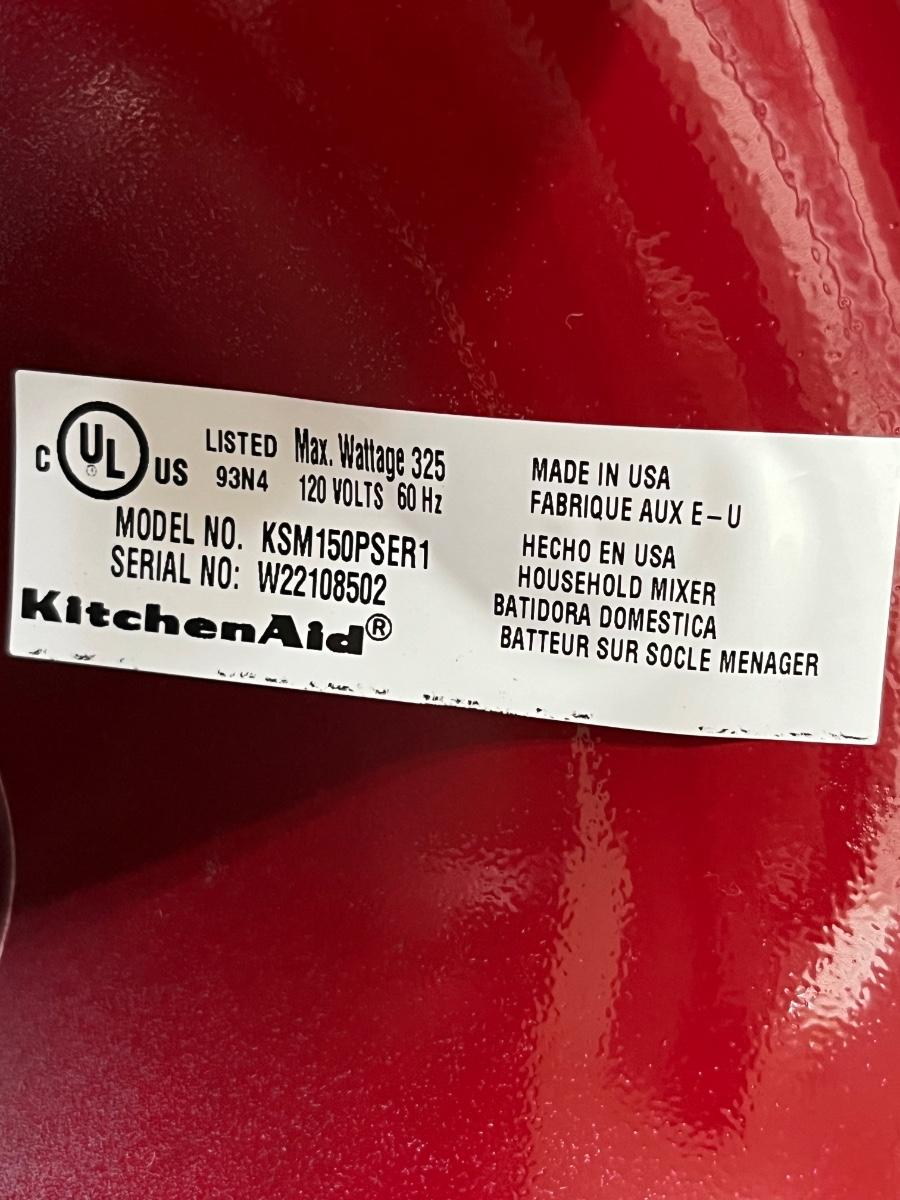 C UL US
LISTED
93N4
Max. Wattage 325
120 VOLTS 60 Hz
MODEL NO. KSM150PSER1
SERIAL NO: W22108502
KitchenAid®
MADE IN USA
FABRIQUE AUX E–U
HECHO EN USA
HOUSEHOLD MIXER
BATIDORA DOMESTICA
BATTEUR SUR SOCLE MENAGER